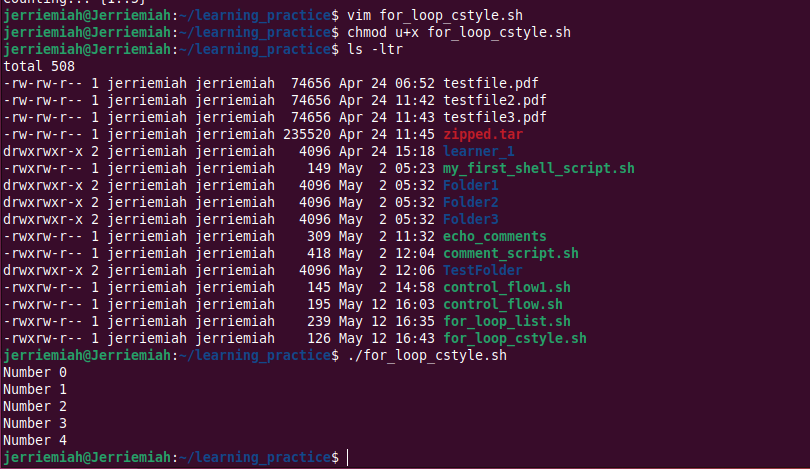 Counting... {1..5}
jerriemiah@Jerriemiah:~/learning_practice$ vim for_loop_cstyle.sh
jerriemiah@Jerriemiah:~/learning_practice$ chmod u+x for_loop_cstyle.sh
jerriemiah@Jerriemiah:~/learning_practice$ ls -ltr
total 508
-rw-rw-r-- 1 jerriemiah jerriemiah  74656 Apr 24 06:52 testfile.pdf
-rw-rw-r-- 1 jerriemiah jerriemiah  74656 Apr 24 11:42 testfile2.pdf
-rw-rw-r-- 1 jerriemiah jerriemiah  74656 Apr 24 11:43 testfile3.pdf
-rw-rw-r-- 1 jerriemiah jerriemiah 235520 Apr 24 11:45 zipped.tar
drwxrwxr-x 2 jerriemiah jerriemiah   4096 Apr 24 15:18 learner_1
-rwxrw-r-- 1 jerriemiah jerriemiah    149 May  2 05:23 my_first_shell_script.sh
drwxrwxr-x 2 jerriemiah jerriemiah   4096 May  2 05:32 Folder1
drwxrwxr-x 2 jerriemiah jerriemiah   4096 May  2 05:32 Folder2
drwxrwxr-x 2 jerriemiah jerriemiah   4096 May  2 05:32 Folder3
-rwxrw-r-- 1 jerriemiah jerriemiah    309 May  2 11:32 echo_comments
-rwxrw-r-- 1 jerriemiah jerriemiah    418 May  2 12:04 comment_script.sh
drwxrwxr-x 2 jerriemiah jerriemiah   4096 May  2 12:06 TestFolder
-rwxrw-r-- 1 jerriemiah jerriemiah    145 May  2 14:58 control_flow1.sh
-rwxrw-r-- 1 jerriemiah jerriemiah    195 May 12 16:03 control_flow.sh
-rwxrw-r-- 1 jerriemiah jerriemiah    239 May 12 16:35 for_loop_list.sh
-rwxrw-r-- 1 jerriemiah jerriemiah    126 May 12 16:43 for_loop_cstyle.sh
jerriemiah@Jerriemiah:~/learning_practice$ ./for_loop_cstyle.sh
Number 0
Number 1
Number 2
Number 3
Number 4
jerriemiah@Jerriemiah:~/learning_practice$